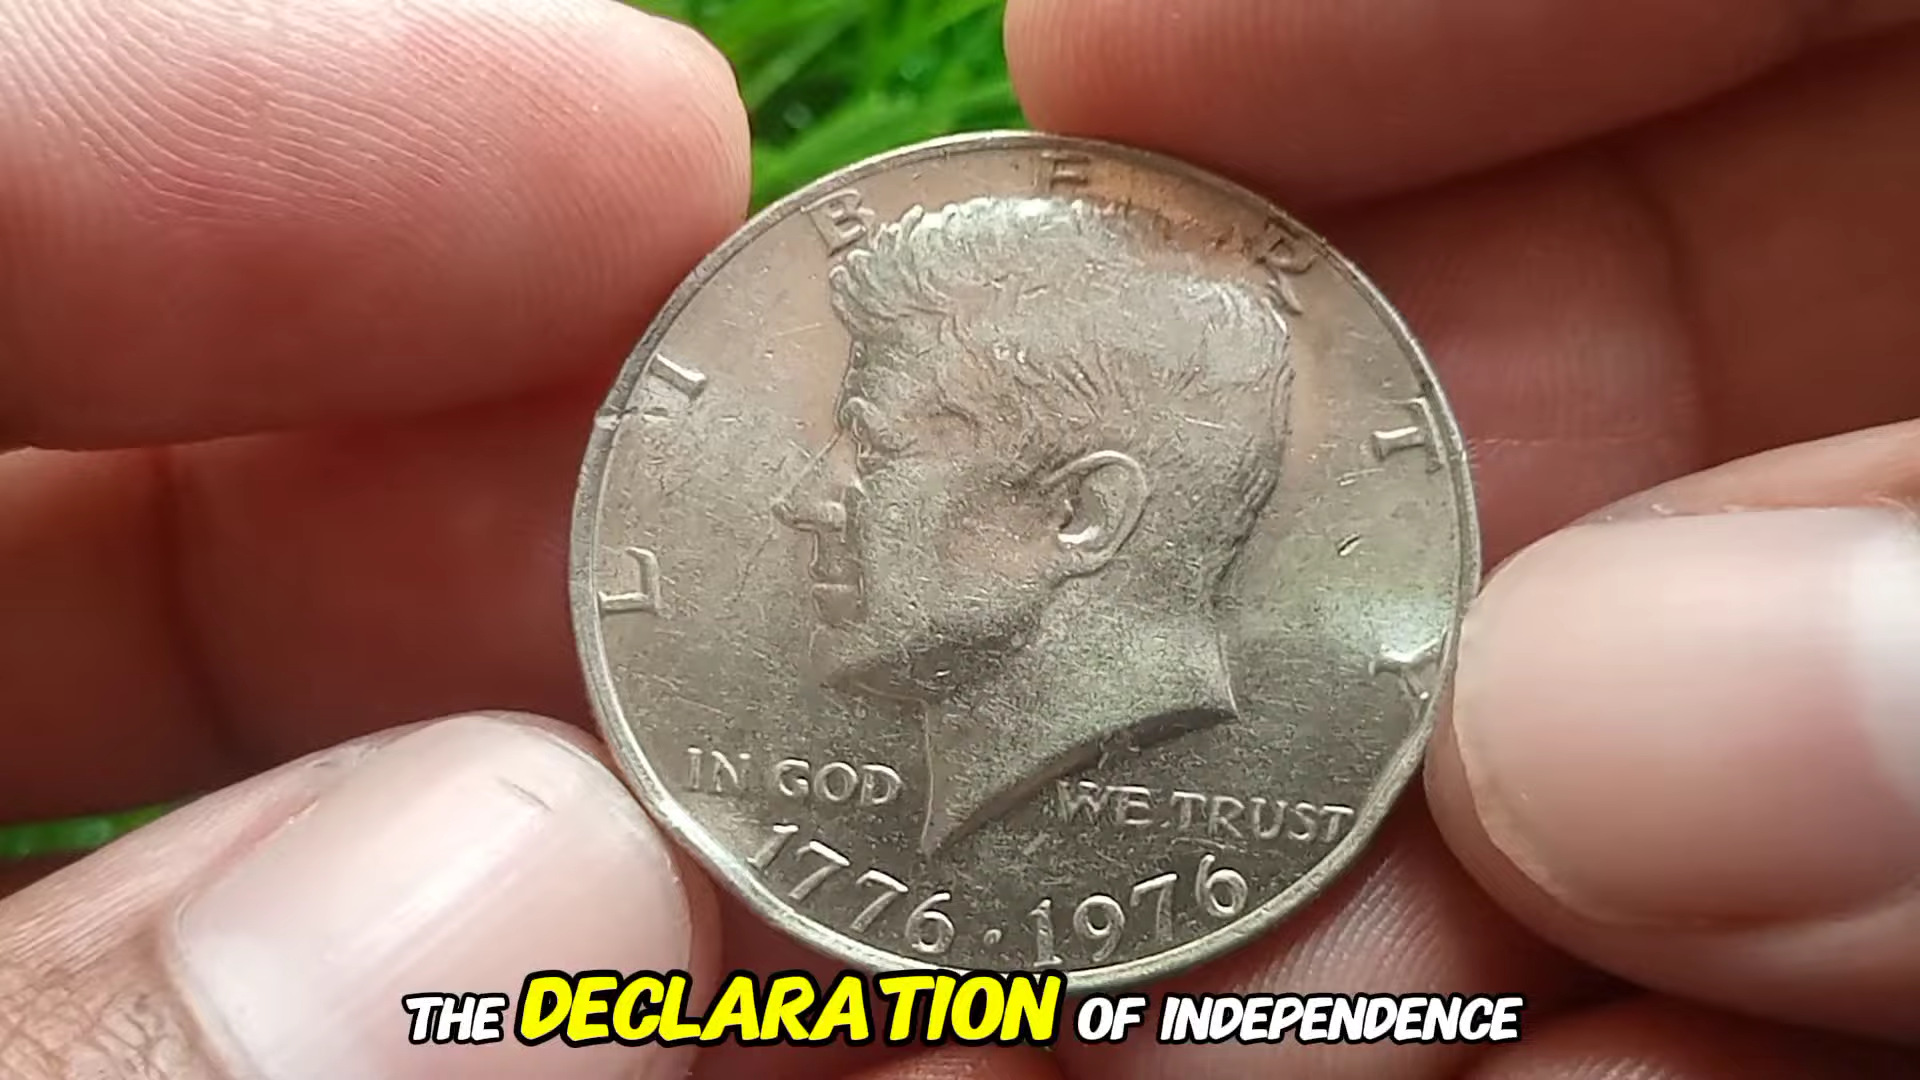 LIBERTY
IN GOD WE TRUST
1776·1976
THE DECLARATION OF INDEPENDENCE